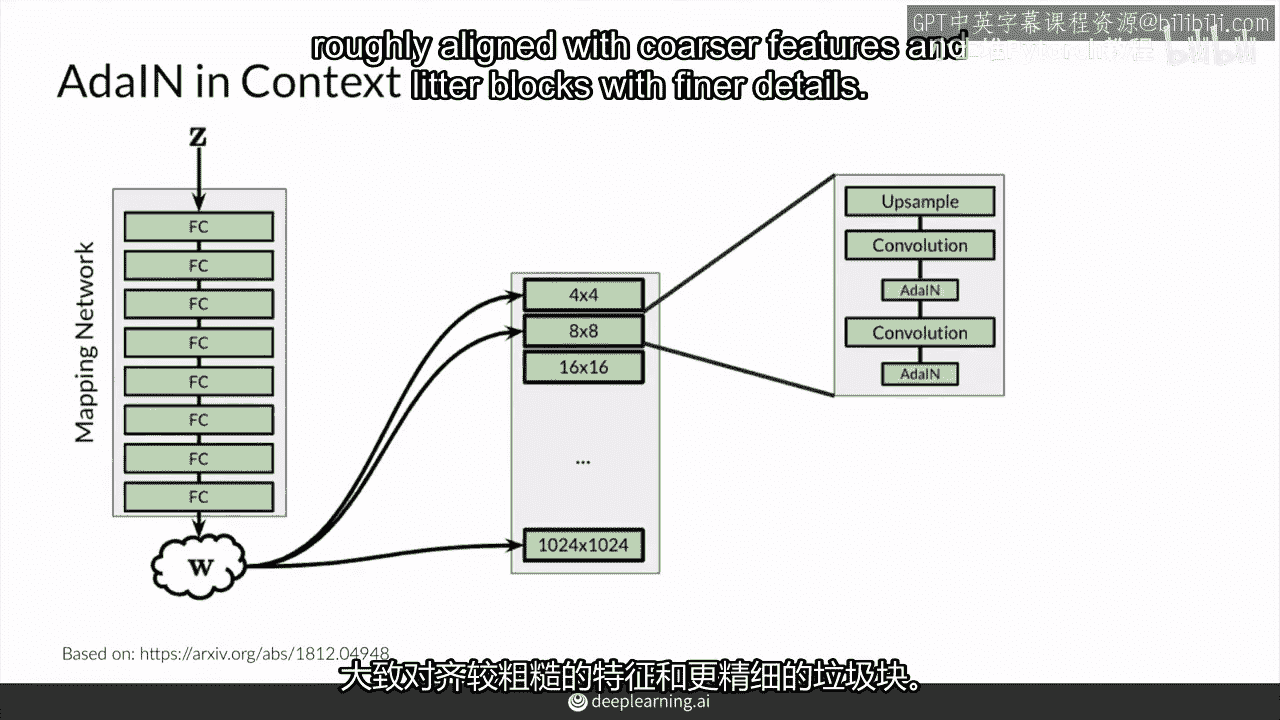 GPT中英字幕课程资源@bilibili.com
roughly aligned with coarser features and
litter blocks with finer details.
AdaIN in Context
z
Mapping Network
FC
FC
FC
FC
FC
FC
FC
FC
w
4x4
8x8
16x16
...
1024x1024
Upsample
Convolution
AdaIN
Convolution
AdaIN
Based on: https://arxiv.org/abs/1812.04948
大致对齐较粗糙的特征和更精细的垃圾块。
deeplearning.ai